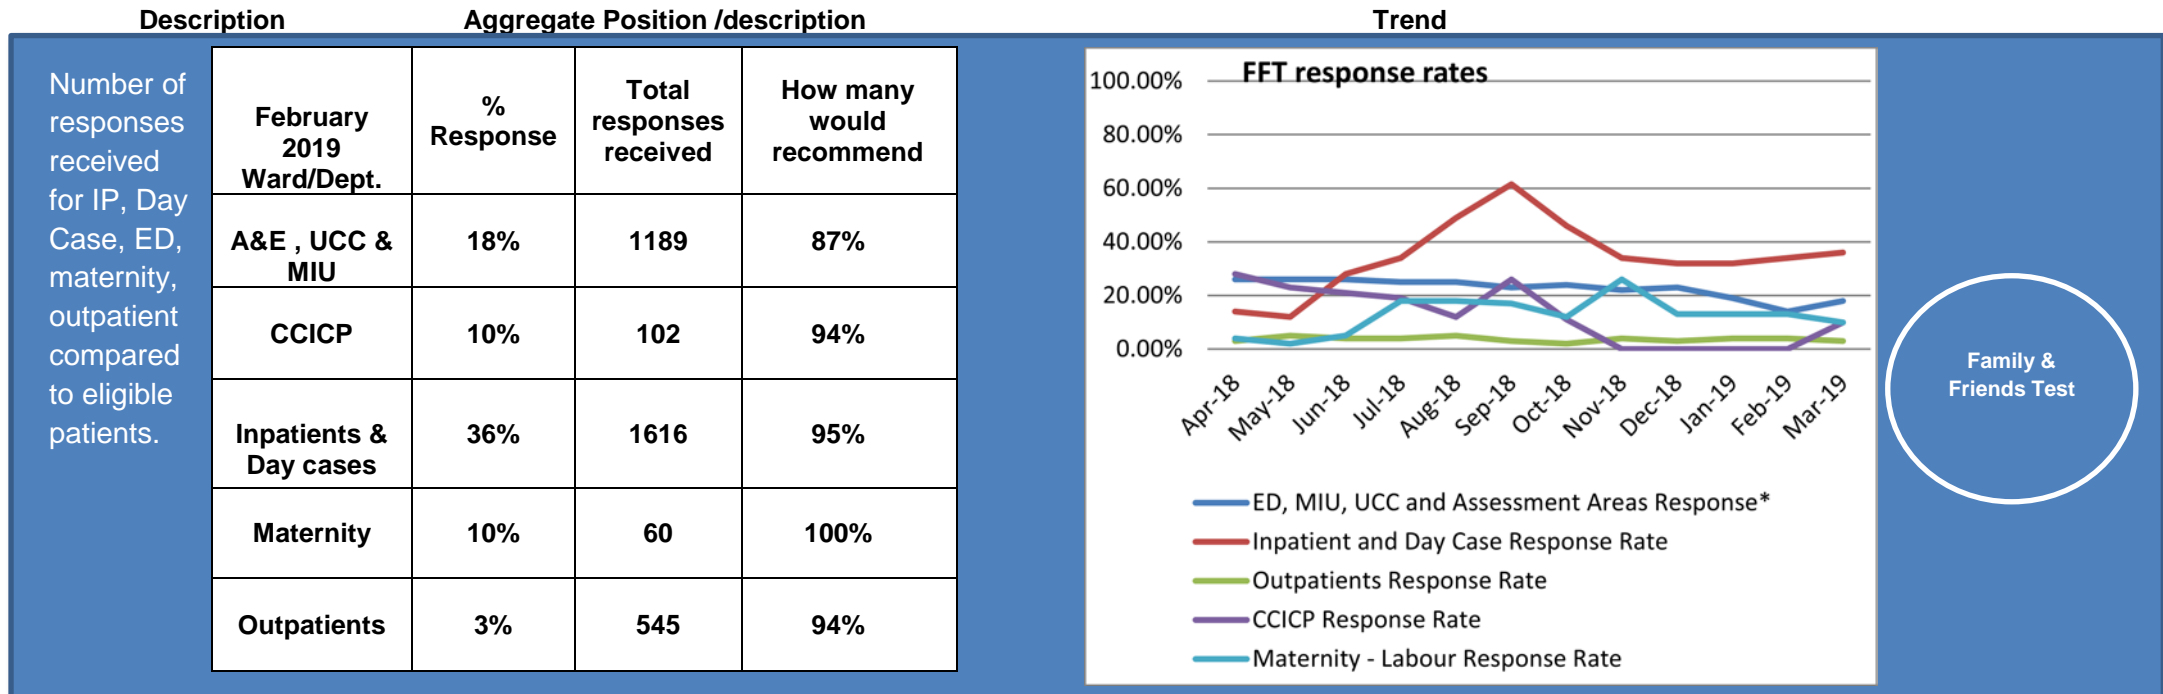 Description
Aggregate Position /description
Trend
Number of
responses
received
for IP, Day
Case, ED,
maternity,
outpatient
compared
to eligible
patients.
February
2019
Ward/Dept.
%
Response
Total
responses
received
How many
would
recommend
A&E , UCC &
MIU
18%
1189
87%
CCICP
10%
102
94%
Inpatients &
Day cases
36%
1616
95%
Maternity
10%
60
100%
Outpatients
3%
545
94%
FFT response rates
100.00%
80.00%
60.00%
40.00%
20.00%
0.00%
Apr-18
May-18
Jun-18
Jul-18
Aug-18
Sep-18
Oct-18
Nov-18
Dec-18
Jan-19
Feb-19
Mar-19
ED, MIU, UCC and Assessment Areas Response*
Inpatient and Day Case Response Rate
Outpatients Response Rate
CCICP Response Rate
Maternity - Labour Response Rate
Family &
Friends Test